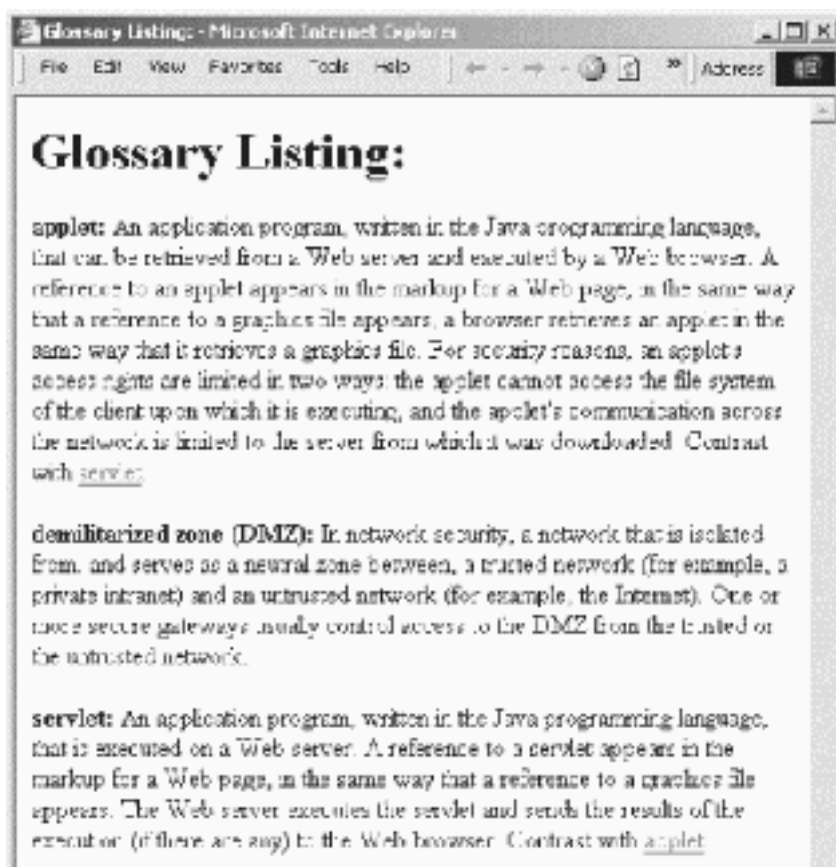 Glossary Listing: - Microsoft Internet Explorer
File Edit View Favorites Tools Help » Address
Glossary Listing:
applet: An application program, written in the Java programming language,
that can be retrieved from a Web server and executed by a Web browser. A
reference to an applet appears in the markup for a Web page, in the same way
that a reference to a graphics file appears; a browser retrieves an applet in the
same way that it retrieves a graphics file. For security reasons, an applet's
access rights are limited in two ways: the applet cannot access the file system
of the client upon which it is executing, and the applet's communication across
the network is limited to the server from which it was downloaded. Contrast
with servlet.
demilitarized zone (DMZ): In network security, a network that is isolated
from, and serves as a neutral zone between, a trusted network (for example, a
private intranet) and an untrusted network (for example, the Internet). One or
more secure gateways usually control access to the DMZ from the trusted or
the untrusted network.
servlet: An application program, written in the Java programming language,
that is executed on a Web server. A reference to a servlet appears in the
markup for a Web page, in the same way that a reference to a graphics file
appears. The Web server executes the servlet and sends the results of the
execution (if there are any) to the Web browser. Contrast with applet.